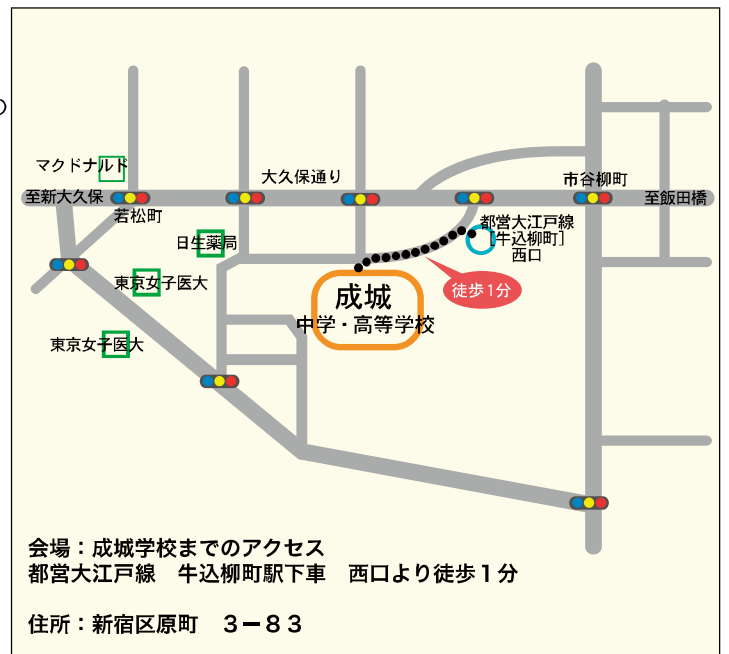 マクドナルド
大久保通り
市谷柳町
至新大久保
至飯田橋
若松町
都営大江戸線
［牛込柳町］
西口
日生薬局
東京女子医大
徒歩1分
成城
中学・高等学校
東京女子医大
会場：成城学校までのアクセス
都営大江戸線　牛込柳町駅下車　西口より徒歩１分
住所：新宿区原町　３－８３